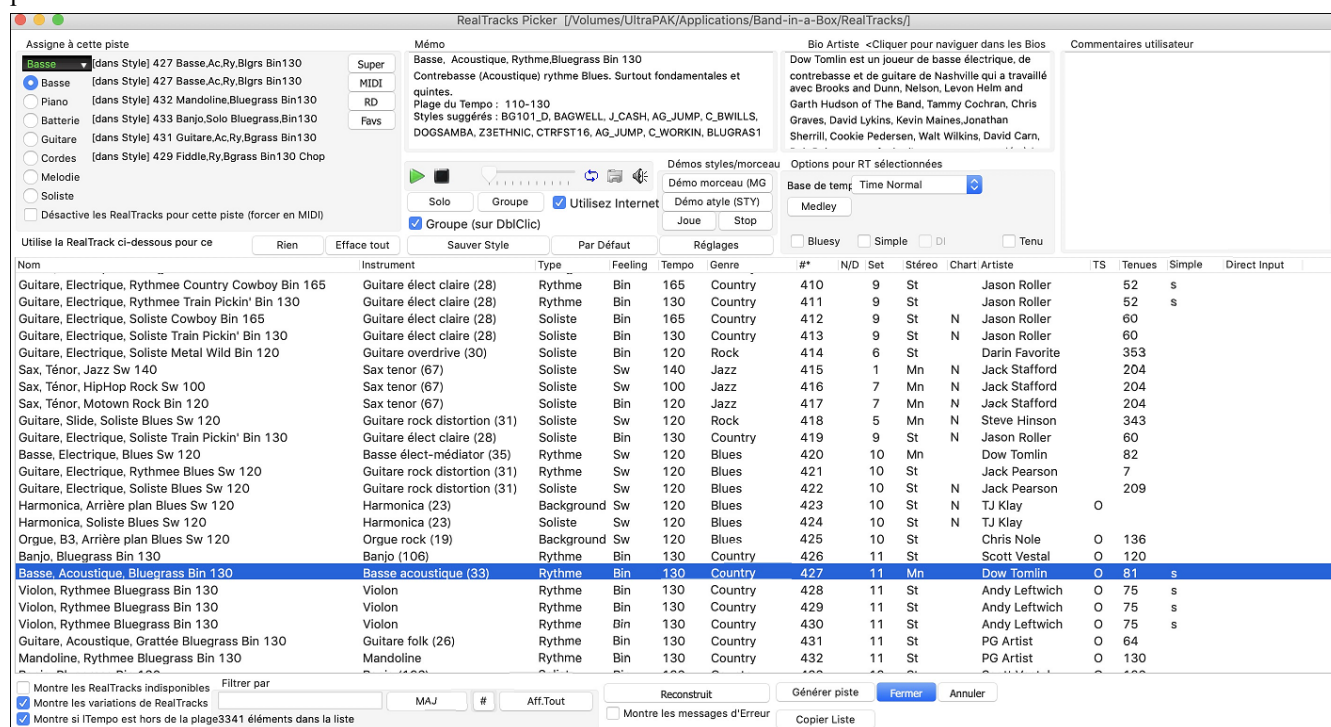 RealTracks Picker [/Volumes/UltraPAK/Applications/Band-in-a-Box/RealTracks/]
Assigne à cette piste
Basse [dans Style] 427 Basse,Ac,Ry,Blgrs Bin130
Super
Basse [dans Style] 427 Basse,Ac,Ry,Blgrs Bin130
MIDI
Piano [dans Style] 432 Mandoline,Bluegrass Bin130
RD
Batterie [dans Style] 433 Banjo,Solo Bluegrass,Bin130
Favs
Guitare [dans Style] 431 Guitare,Ac,Ry,Bgrass Bin130
Cordes [dans Style] 429 Fiddle,Ry,Bgrass Bin130 Chop
Melodie
Soliste
Désactive les RealTracks pour cette piste (forcer en MIDI)
Mémo
Basse, Acoustique, Rythme,Bluegrass Bin 130
Contrebasse (Acoustique) rythme Blues. Surtout fondamentales et
quintes.
Plage du Tempo : 110-130
Styles suggérés : BG101_D, BAGWELL, J_CASH, AG_JUMP, C_BWILLS,
DOGSAMBA, Z3ETHNIC, CTRFST16, AG_JUMP, C_WORKIN, BLUGRAS1
Bio Artiste <Cliquer pour naviguer dans les Bios
Dow Tomlin est un joueur de basse électrique, de
contrebasse et de guitare de Nashville qui a travaillé
avec Brooks and Dunn, Nelson, Levon Helm and
Garth Hudson of The Band, Tammy Cochran, Chris
Graves, David Lykins, Kevin Maines,Jonathan
Sherrill, Cookie Pedersen, Walt Wilkins, David Carn,
Commentaires utilisateur
Solo Groupe Utilisez Internet
Groupe (sur DblClic)
Démos styles/morceau
Démo morceau (MG
Démo atyle (STY)
Joue Stop
Options pour RT sélectionnées
Base de temp Time Normal
Medley
Bluesy Simple DI Tenu
Utilise la RealTrack ci-dessous pour ce Rien Efface tout Sauver Style Par Défaut Réglages
Nom Instrument Type Feeling Tempo Genre #* N/D Set Stéreo Chart Artiste TS Tenues Simple Direct Input
Guitare, Electrique, Rythmee Country Cowboy Bin 165 Guitare élect claire (28) Rythme Bin 165 Country 410 9 St Jason Roller 52 s
Guitare, Electrique, Rythmee Train Pickin' Bin 130 Guitare élect claire (28) Rythme Bin 130 Country 411 9 St Jason Roller 52 s
Guitare, Electrique, Soliste Cowboy Bin 165 Guitare élect claire (28) Soliste Bin 165 Country 412 9 St N Jason Roller 60
Guitare, Electrique, Soliste Train Pickin' Bin 130 Guitare élect claire (28) Soliste Bin 130 Country 413 9 St N Jason Roller 60
Guitare, Electrique, Soliste Metal Wild Bin 120 Guitare overdrive (30) Soliste Bin 120 Rock 414 6 St Darin Favorite 353
Sax, Ténor, Jazz Sw 140 Sax tenor (67) Soliste Sw 140 Jazz 415 1 Mn N Jack Stafford 204
Sax, Ténor, HipHop Rock Sw 100 Sax tenor (67) Soliste Sw 100 Jazz 416 7 Mn N Jack Stafford 204
Sax, Ténor, Motown Rock Bin 120 Sax tenor (67) Soliste Bin 120 Jazz 417 7 Mn N Jack Stafford 204
Guitare, Slide, Soliste Blues Sw 120 Guitare rock distortion (31) Soliste Sw 120 Rock 418 5 Mn N Steve Hinson 343
Guitare, Electrique, Soliste Train Pickin' Bin 130 Guitare élect claire (28) Soliste Bin 130 Country 419 9 St N Jason Roller 60
Basse, Electrique, Blues Sw 120 Basse élect-médiator (35) Rythme Sw 120 Blues 420 10 Mn Dow Tomlin 82
Guitare, Electrique, Rythmee Blues Sw 120 Guitare rock distortion (31) Rythme Sw 120 Blues 421 10 St Jack Pearson 7
Guitare, Electrique, Soliste Blues Sw 120 Guitare rock distortion (31) Soliste Sw 120 Blues 422 10 St N Jack Pearson 209
Harmonica, Arrière plan Blues Sw 120 Harmonica (23) Background Sw 120 Blues 423 10 St N TJ Klay O
Harmonica, Soliste Blues Sw 120 Harmonica (23) Soliste Sw 120 Blues 424 10 St N TJ Klay
Orgue, B3, Arrière plan Blues Sw 120 Orgue rock (19) Background Sw 120 Blues 425 10 St Chris Nole O 136
Banjo, Bluegrass Bin 130 Banjo (106) Rythme Bin 130 Country 426 11 St Scott Vestal O 120
Basse, Acoustique, Bluegrass Bin 130 Basse acoustique (33) Rythme Bin 130 Country 427 11 Mn Dow Tomlin O 81 s
Violon, Rythmee Bluegrass Bin 130 Violon Rythme Bin 130 Country 428 11 St Andy Leftwich O 75 s
Violon, Rythmee Bluegrass Bin 130 Violon Rythme Bin 130 Country 429 11 St Andy Leftwich O 75 s
Violon, Rythmee Bluegrass Bin 130 Violon Rythme Bin 130 Country 430 11 St Andy Leftwich O 75 s
Guitare, Acoustique, Grattée Bluegrass Bin 130 Guitare folk (26) Rythme Bin 130 Country 431 11 St PG Artist O 64
Mandoline, Rythmee Bluegrass Bin 130 Mandoline Rythme Bin 130 Country 432 11 St PG Artist O 130
Montre les RealTracks indisponibles Filtrer par
Montre les variations de RealTracks MAJ # Aff.Tout
Montre si lTempo est hors de la plage3341 éléments dans la liste
Reconstruit Générer piste Fermer Annuler
Montre les messages d'Erreur Copier Liste